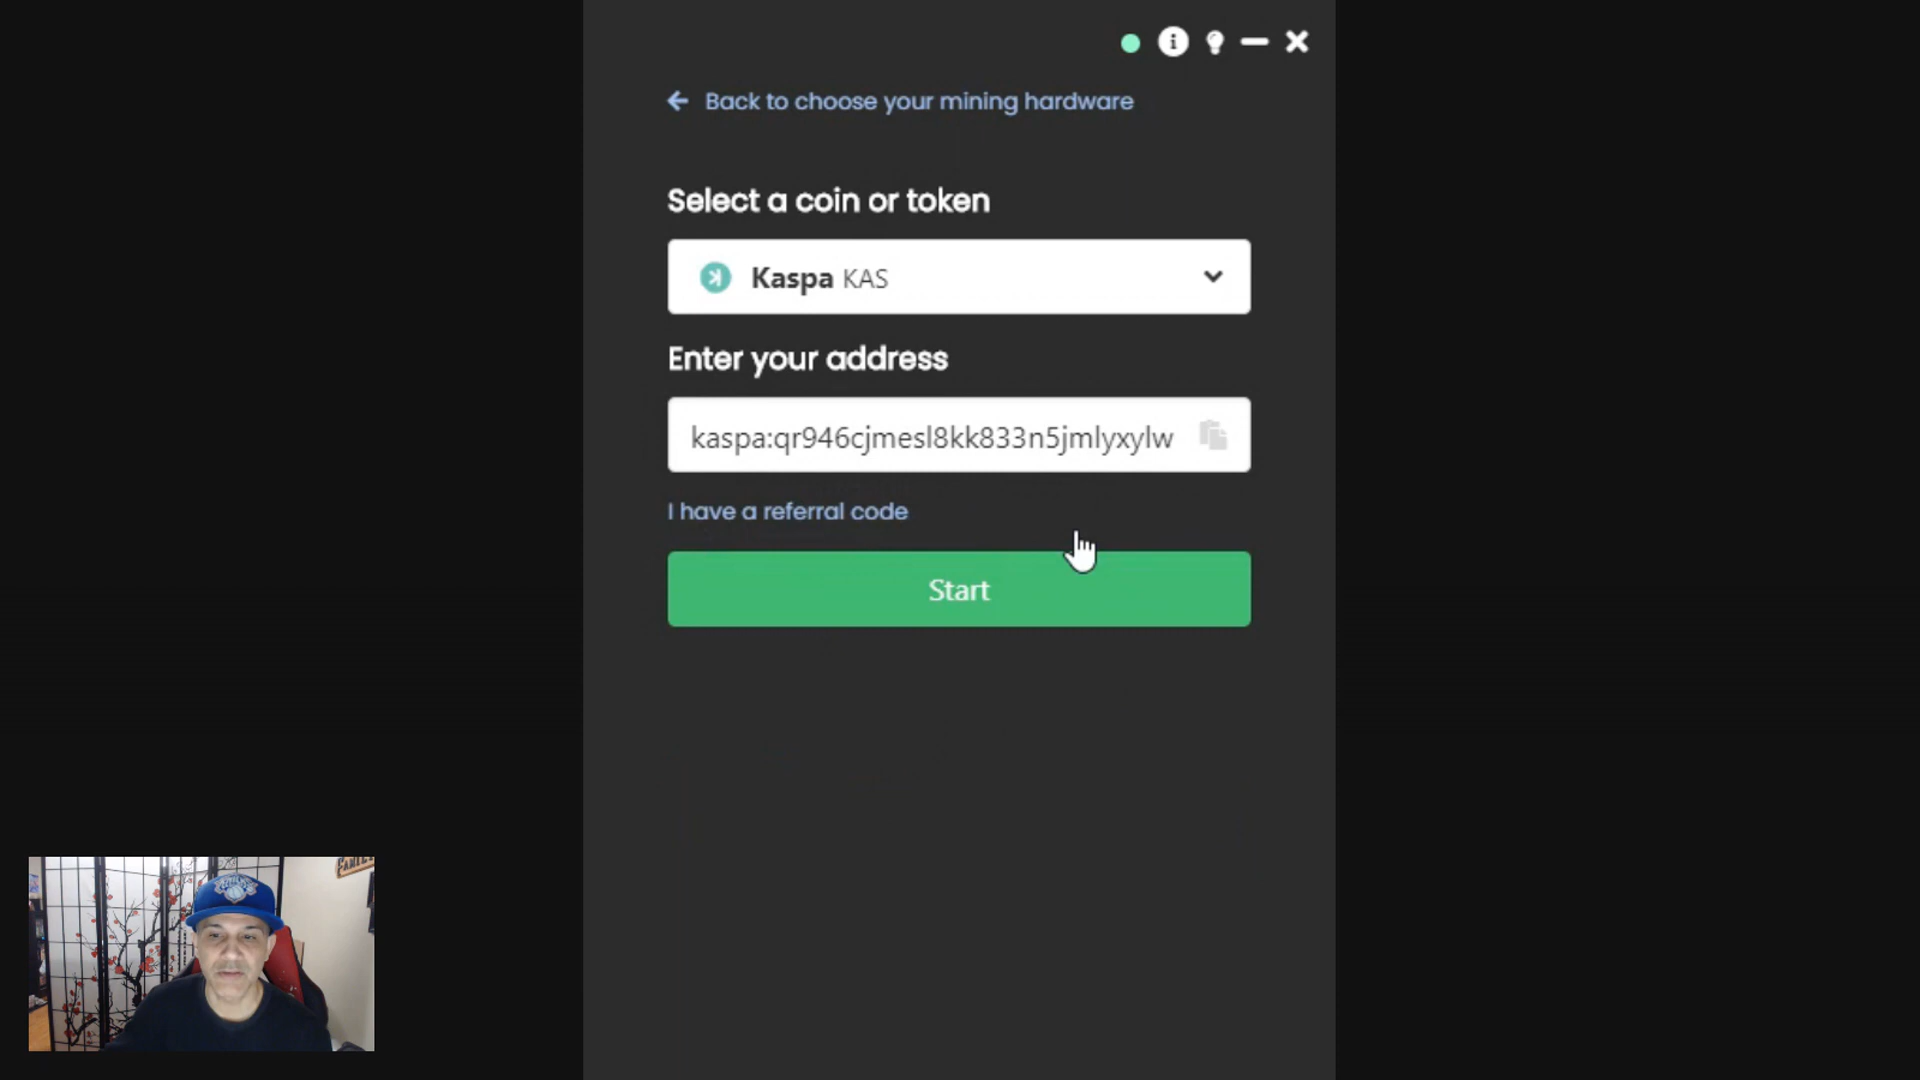 Back to choose your mining hardware
Select a coin or token
Kaspa KAS
Enter your address
kaspa:qr946cjmesl8kk833n5jmlyxylw
I have a referral code
Start